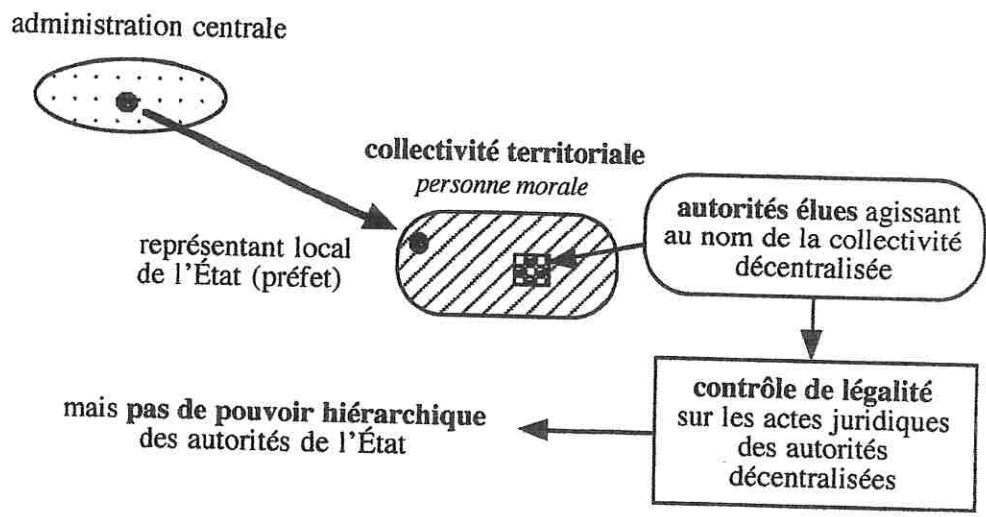 administration centrale
collectivité territoriale
personne morale
représentant local
de l'État (préfet)
autorités élues agissant
au nom de la collectivité
décentralisée
contrôle de légalité
sur les actes juridiques
des autorités
décentralisées
mais pas de pouvoir hiérarchique
des autorités de l'État